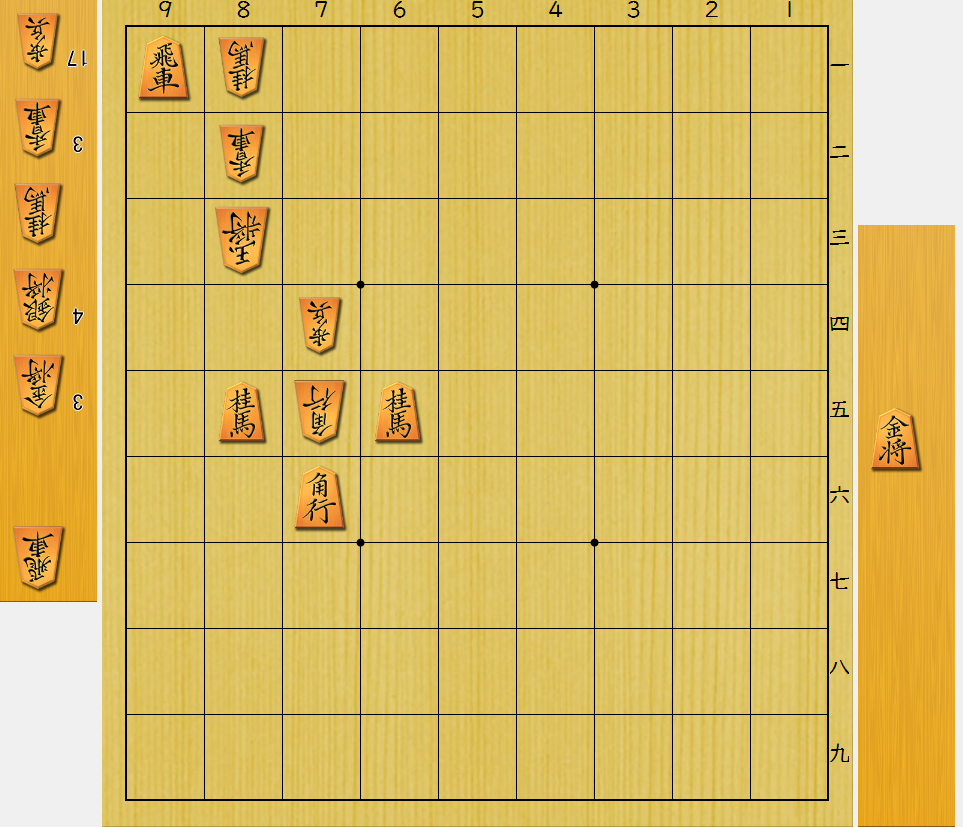 9 8 7 6 5 4 3 2 1
飛車 桂馬 一
香車 二
玉将 三
歩兵 四
桂馬 角行 桂馬 五
角行 六
七
八
九
歩兵 17
香車 3
桂馬
銀将 4
金将 3
飛車
金将